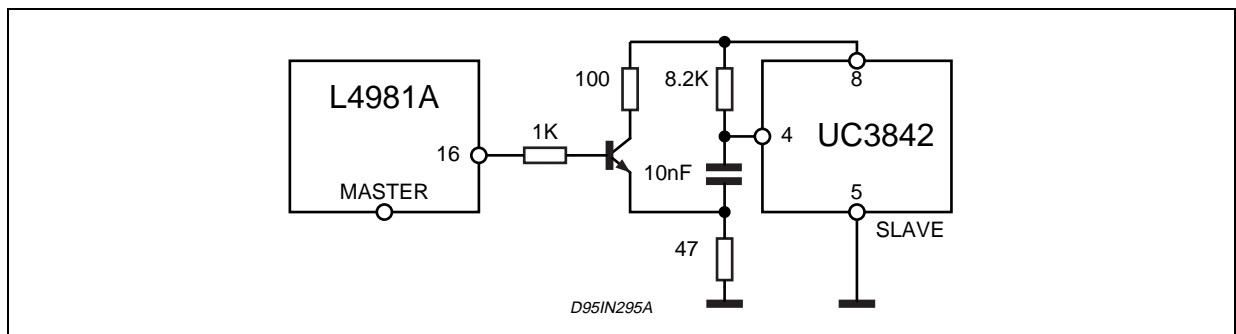 100
8.2K
8
L4981A
1K
16
4
UC3842
10nF
MASTER
5
SLAVE
47
D95IN295A